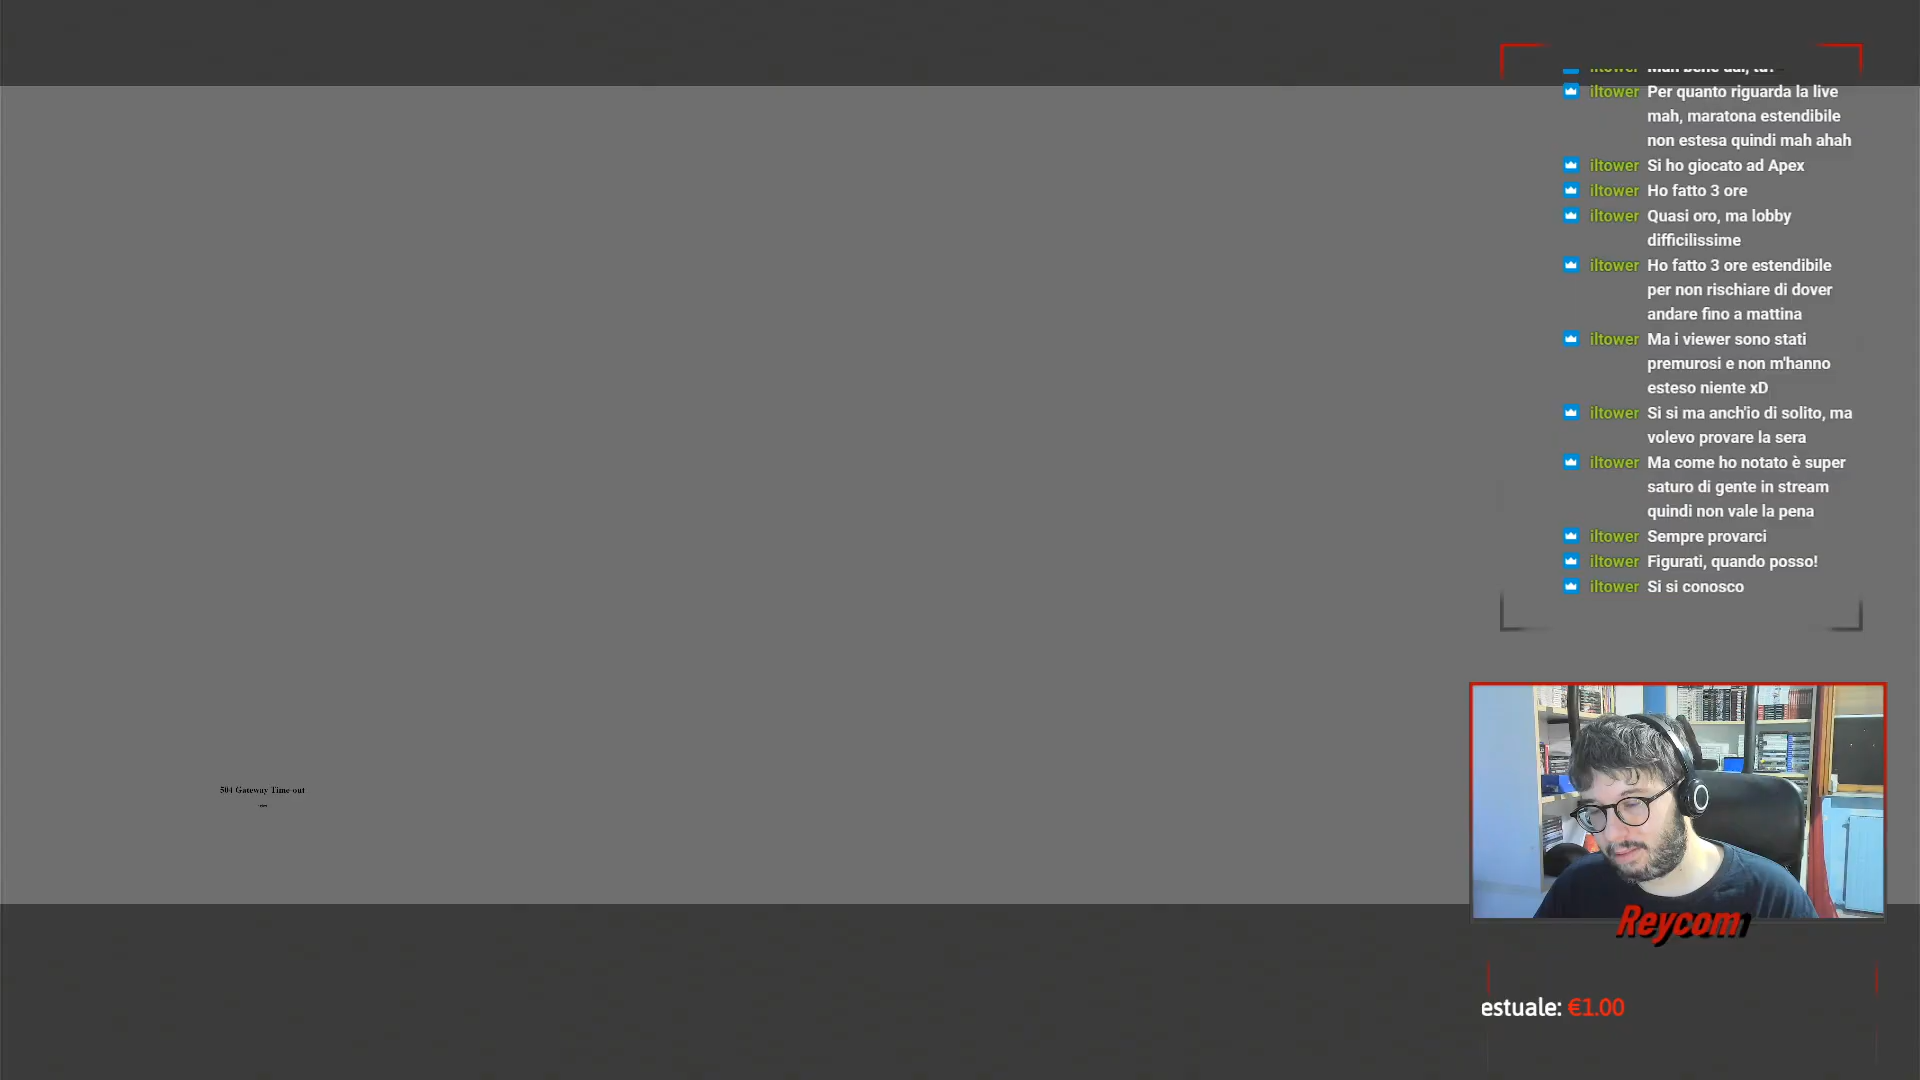 iltower Mah bene dai, tu?
iltower Per quanto riguarda la live
mah, maratona estendibile
non estesa quindi mah ahah
iltower Si ho giocato ad Apex
iltower Ho fatto 3 ore
iltower Quasi oro, ma lobby
difficilissime
iltower Ho fatto 3 ore estendibile
per non rischiare di dover
andare fino a mattina
iltower Ma i viewer sono stati
premurosi e non m'hanno
esteso niente xD
iltower Si si ma anch'io di solito, ma
volevo provare la sera
iltower Ma come ho notato è super
saturo di gente in stream
quindi non vale la pena
iltower Sempre provarci
iltower Figurati, quando posso!
iltower Si si conosco
504 Gateway Time-out
Reycom
estuale: €1.00